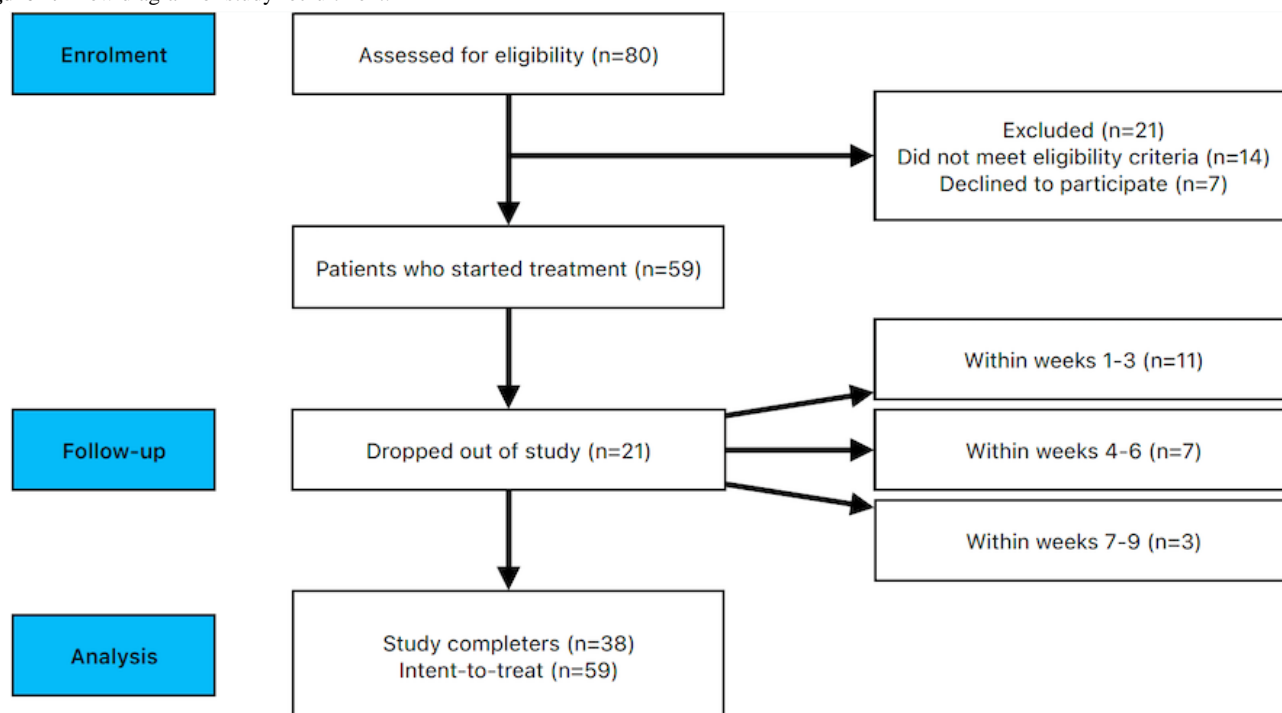 Enrolment
Assessed for eligibility (n=80)
Excluded (n=21)
Did not meet eligibility criteria (n=14)
Declined to participate (n=7)
Patients who started treatment (n=59)
Within weeks 1-3 (n=11)
Follow-up
Dropped out of study (n=21)
Within weeks 4-6 (n=7)
Within weeks 7-9 (n=3)
Analysis
Study completers (n=38)
Intent-to-treat (n=59)